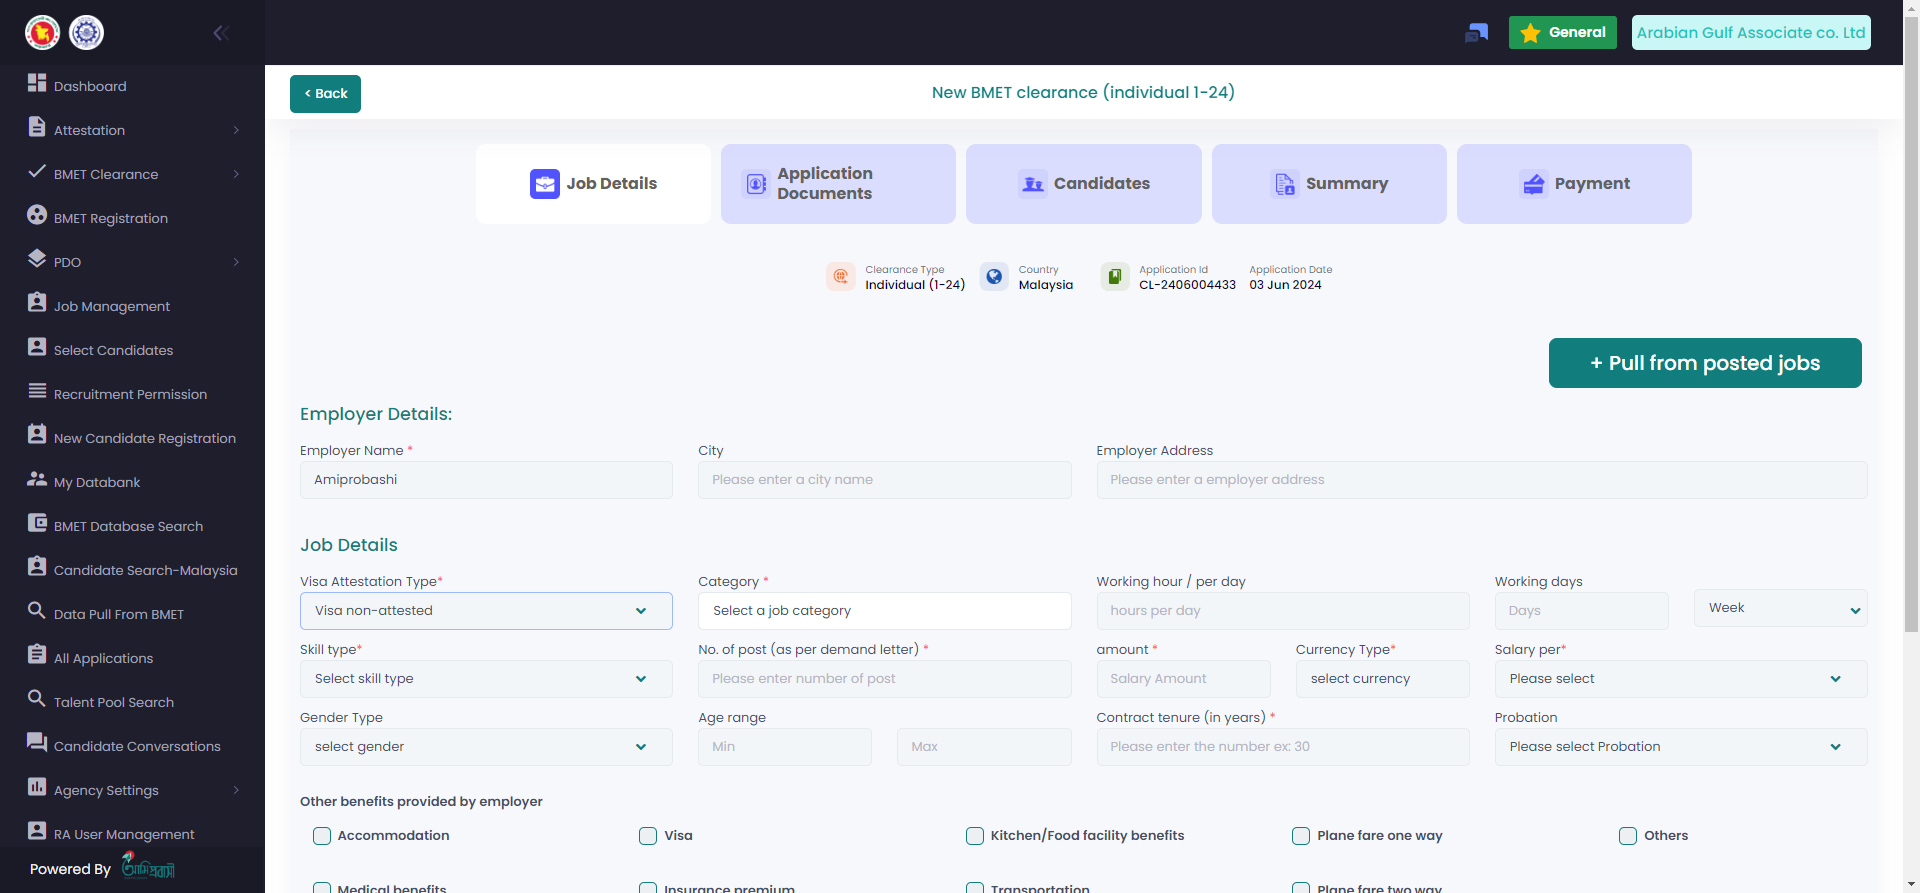 General
Arabian Gulf Associate co. Ltd
Dashboard
Attestation
BMET Clearance
BMET Registration
PDO
Job Management
Select Candidates
Recruitment Permission
New Candidate Registration
My Databank
BMET Database Search
Candidate Search-Malaysia
Data Pull From BMET
All Applications
Talent Pool Search
Candidate Conversations
Agency Settings
RA User Management
Powered By আমি প্রবাসী
< Back
New BMET clearance (individual 1-24)
Job Details
Application
Documents
Candidates
Summary
Payment
Clearance Type
Individual (1-24)
Country
Malaysia
Application Id
CL-2406004433
Application Date
03 Jun 2024
+ Pull from posted jobs
Employer Details:
Employer Name *
Amiprobashi
City
Please enter a city name
Employer Address
Please enter a employer address
Job Details
Visa Attestation Type*
Visa non-attested
Category *
Select a job category
Working hour / per day
hours per day
Working days
Days
Week
Skill type*
Select skill type
No. of post (as per demand letter) *
Please enter number of post
amount *
Salary Amount
Currency Type*
select currency
Salary per*
Please select
Gender Type
select gender
Age range
Min
Max
Contract tenure (in years) *
Please enter the number ex: 30
Probation
Please select Probation
Other benefits provided by employer
Accommodation
Visa
Kitchen/Food facility benefits
Plane fare one way
Others
Medical benefits
Insurance premium
Transportation
Plane fare two way